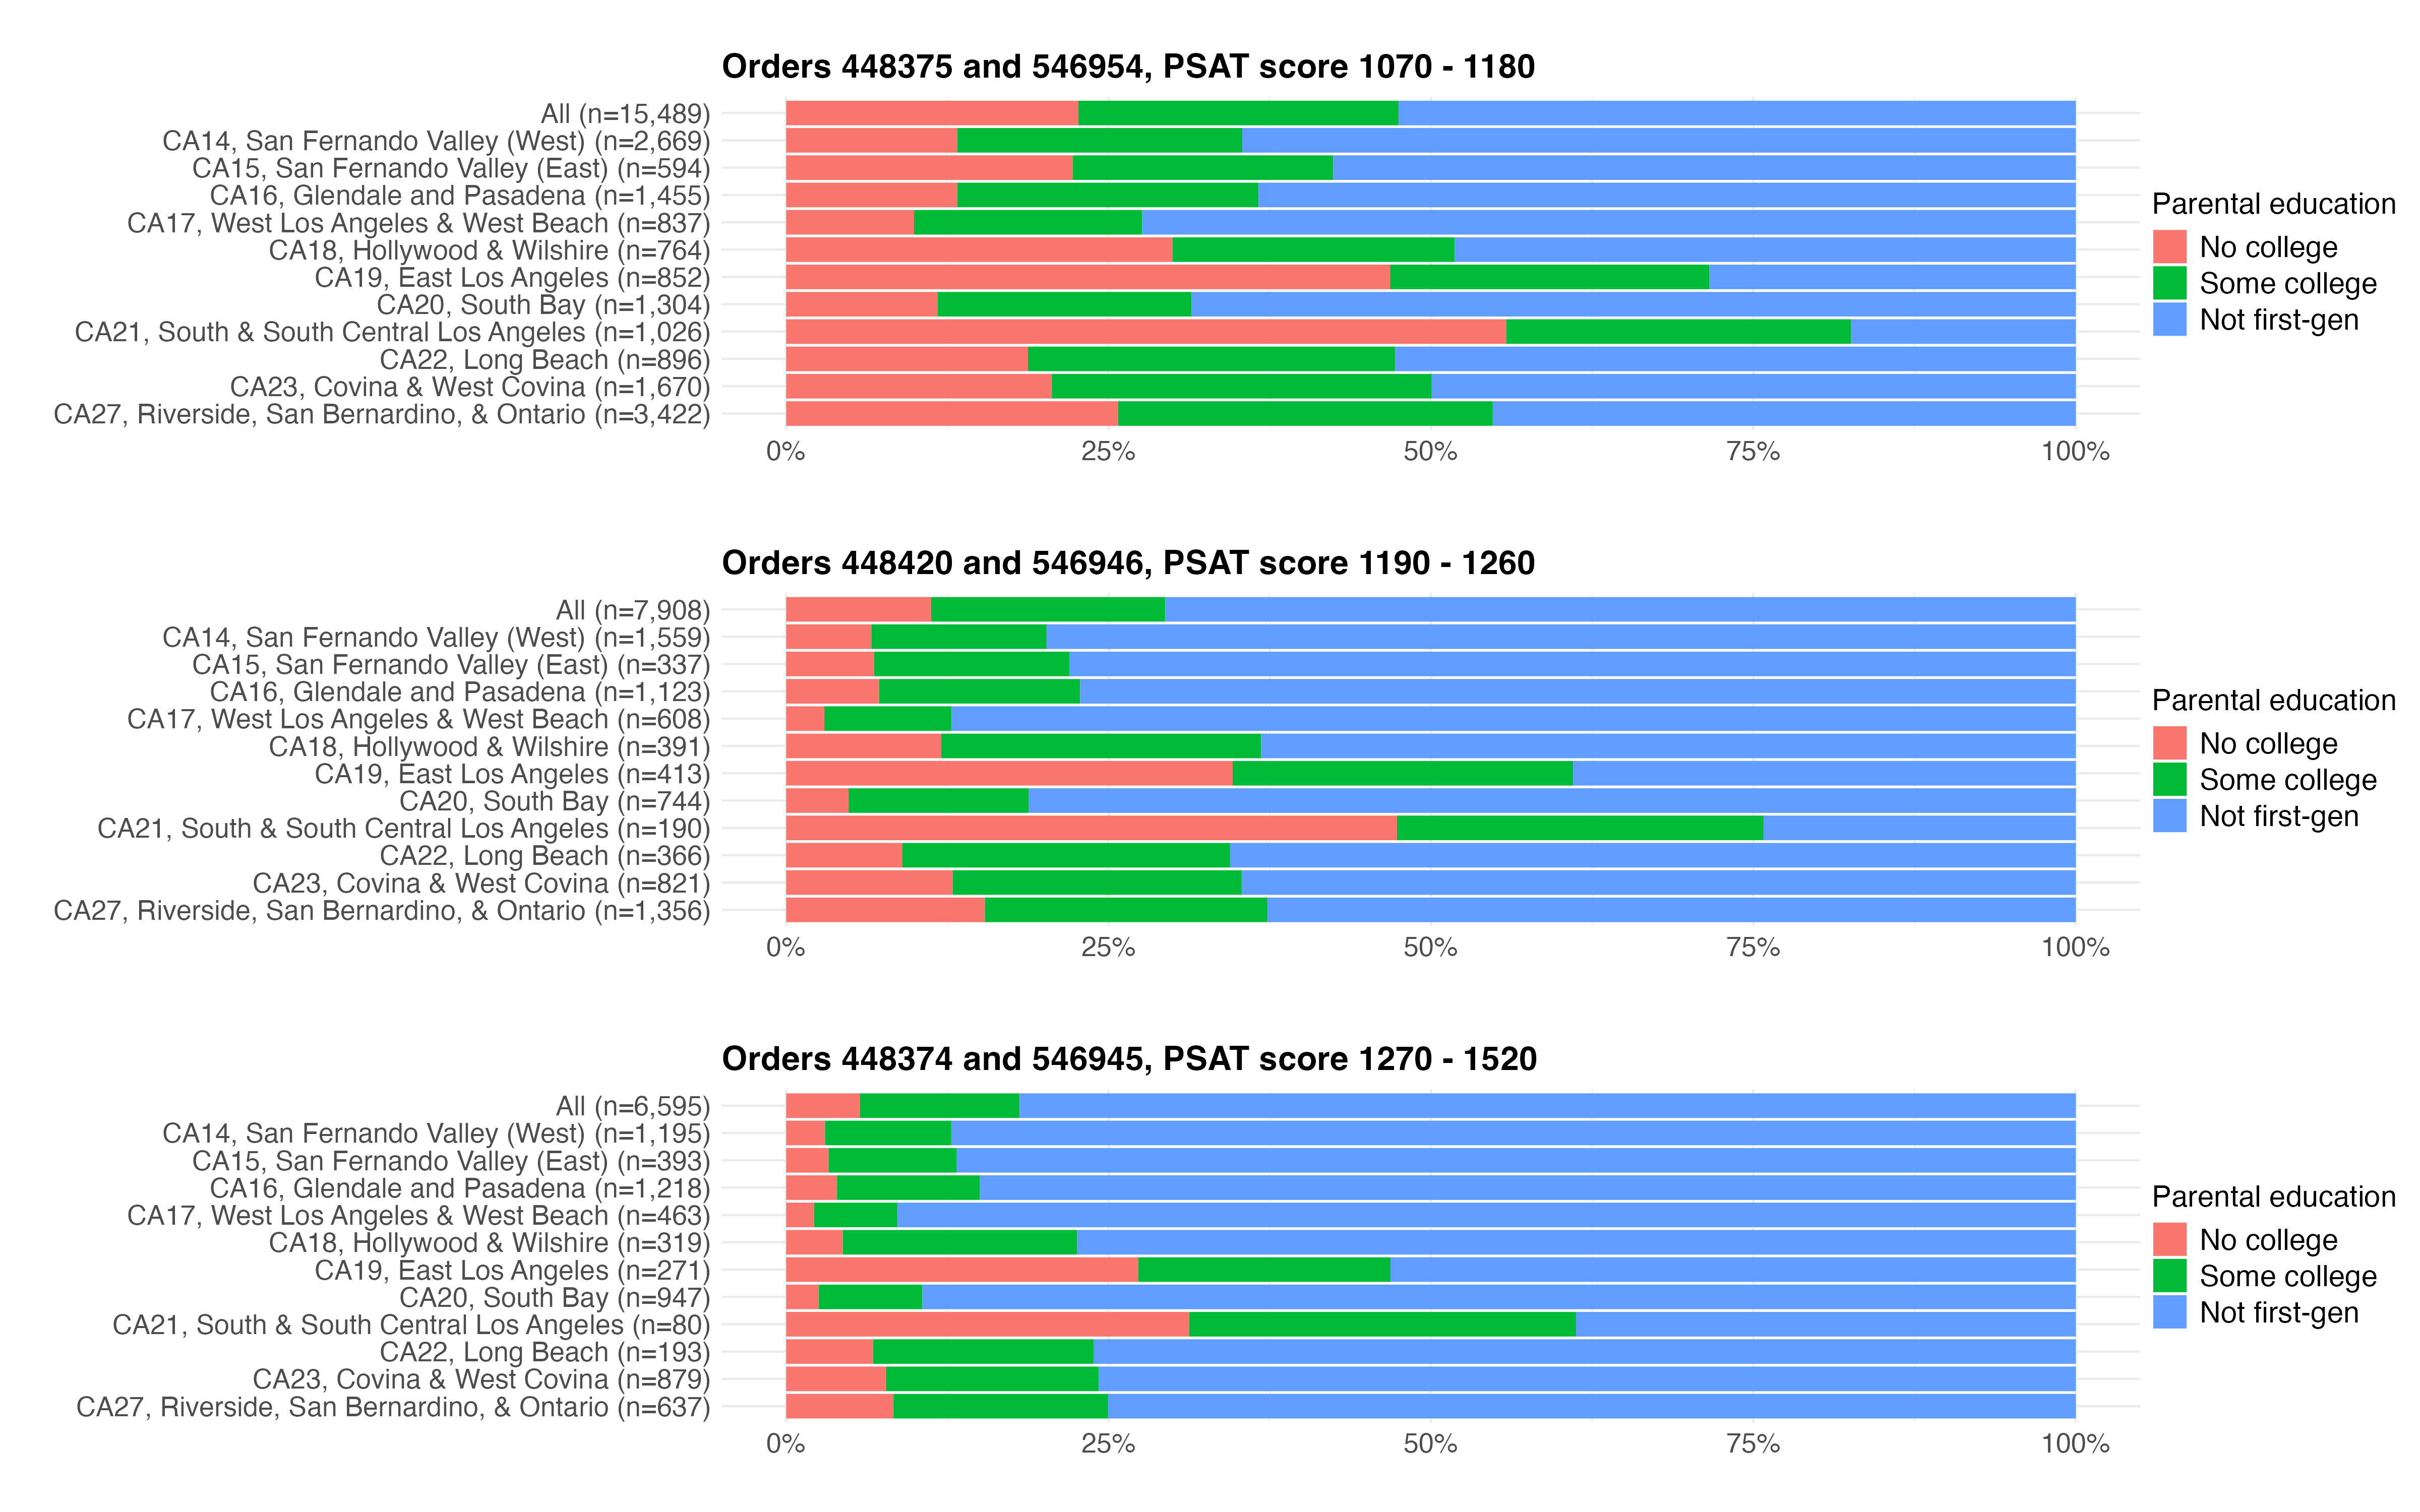 Orders 448375 and 546954, PSAT score 1070 - 1180
All (n=15,489)
CA14, San Fernando Valley (West) (n=2,669)
CA15, San Fernando Valley (East) (n=594)
CA16, Glendale and Pasadena (n=1,455)
CA17, West Los Angeles & West Beach (n=837)
CA18, Hollywood & Wilshire (n=764)
CA19, East Los Angeles (n=852)
CA20, South Bay (n=1,304)
CA21, South & South Central Los Angeles (n=1,026)
CA22, Long Beach (n=896)
CA23, Covina & West Covina (n=1,670)
CA27, Riverside, San Bernardino, & Ontario (n=3,422)
0% 25% 50% 75% 100%
Parental education
No college
Some college
Not first-gen
Orders 448420 and 546946, PSAT score 1190 - 1260
All (n=7,908)
CA14, San Fernando Valley (West) (n=1,559)
CA15, San Fernando Valley (East) (n=337)
CA16, Glendale and Pasadena (n=1,123)
CA17, West Los Angeles & West Beach (n=608)
CA18, Hollywood & Wilshire (n=391)
CA19, East Los Angeles (n=413)
CA20, South Bay (n=744)
CA21, South & South Central Los Angeles (n=190)
CA22, Long Beach (n=366)
CA23, Covina & West Covina (n=821)
CA27, Riverside, San Bernardino, & Ontario (n=1,356)
0% 25% 50% 75% 100%
Parental education
No college
Some college
Not first-gen
Orders 448374 and 546945, PSAT score 1270 - 1520
All (n=6,595)
CA14, San Fernando Valley (West) (n=1,195)
CA15, San Fernando Valley (East) (n=393)
CA16, Glendale and Pasadena (n=1,218)
CA17, West Los Angeles & West Beach (n=463)
CA18, Hollywood & Wilshire (n=319)
CA19, East Los Angeles (n=271)
CA20, South Bay (n=947)
CA21, South & South Central Los Angeles (n=80)
CA22, Long Beach (n=193)
CA23, Covina & West Covina (n=879)
CA27, Riverside, San Bernardino, & Ontario (n=637)
0% 25% 50% 75% 100%
Parental education
No college
Some college
Not first-gen